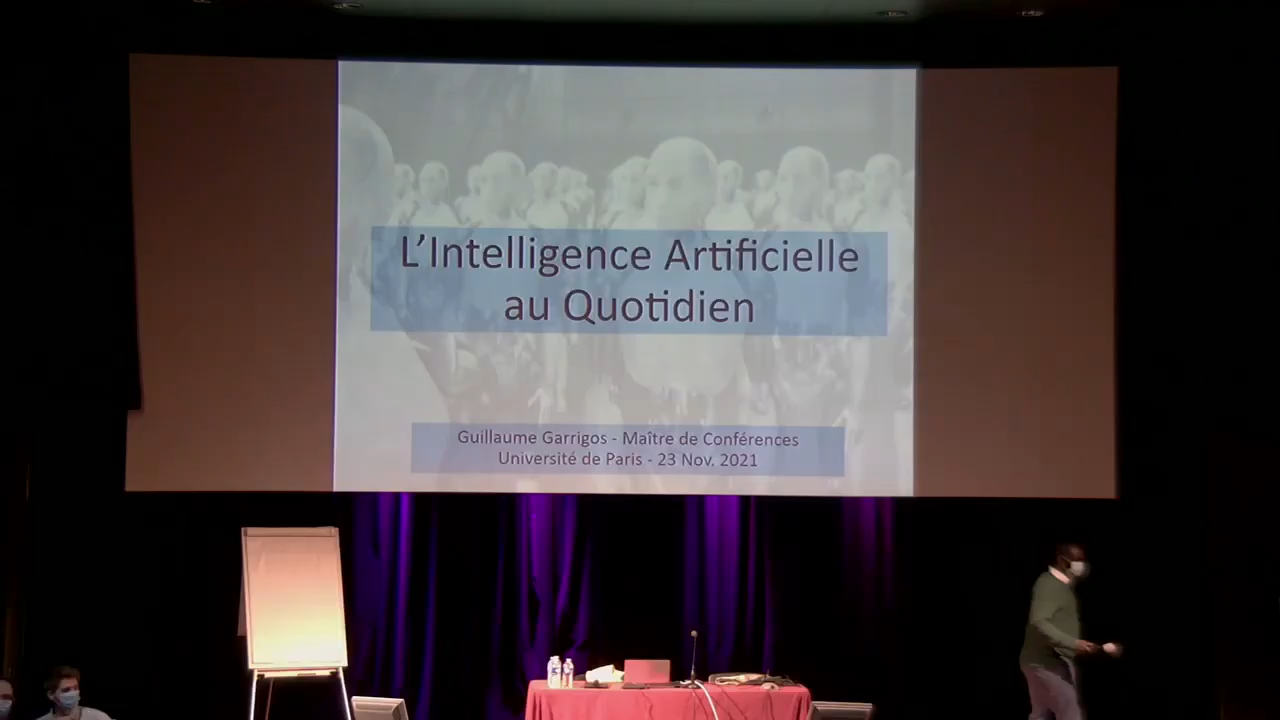 L'Intelligence Artificielle
au Quotidien
Guillaume Garrigos - Maître de Conférences
Université de Paris - 23 Nov. 2021